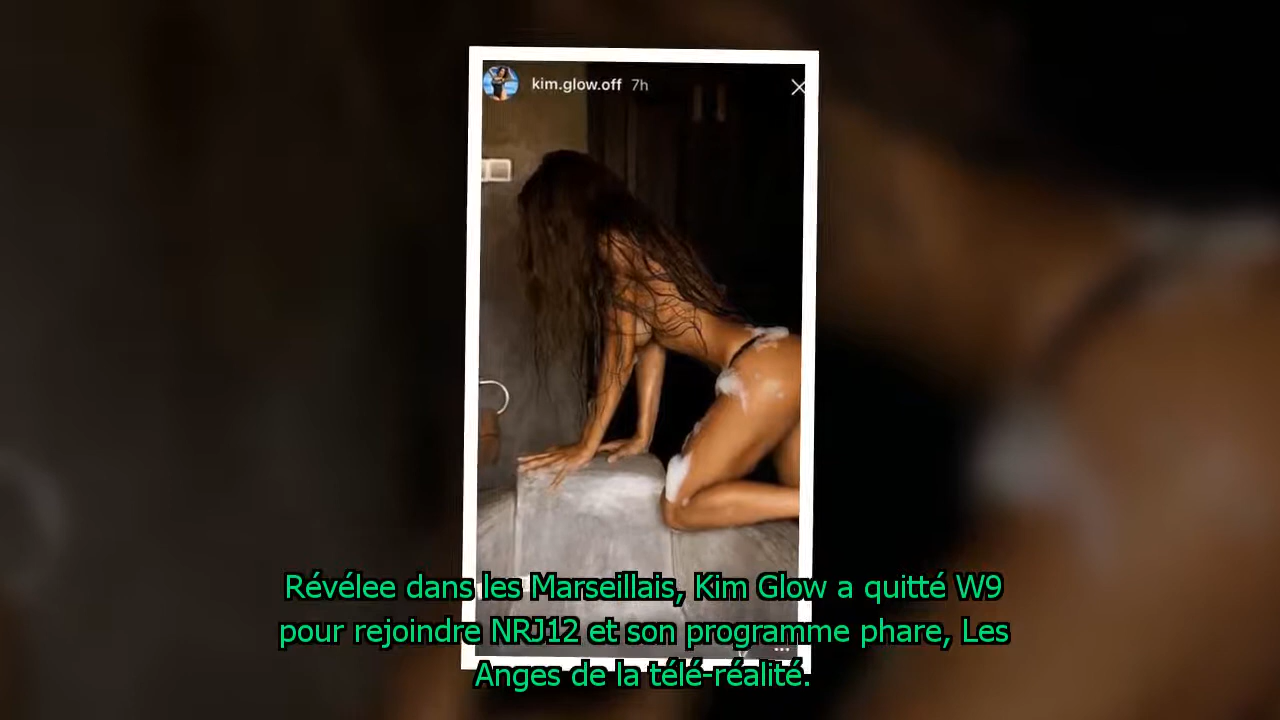 kim.glow.off 7h
Révélee dans les Marseillais, Kim Glow a quitté W9
pour rejoindre NRJ12 et son programme phare, Les
Anges de la télé-réalité.